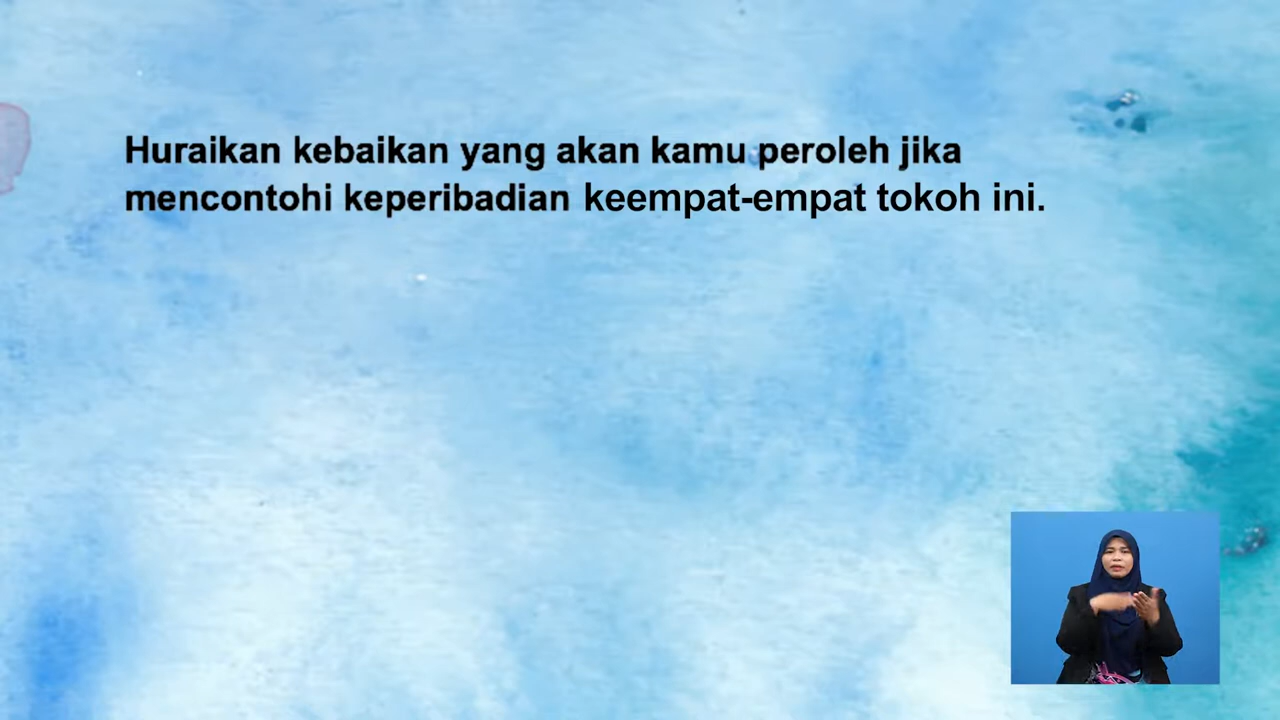 Huraikan kebaikan yang akan kamu peroleh jika
mencontohi keperibadian keempat-empat tokoh ini.